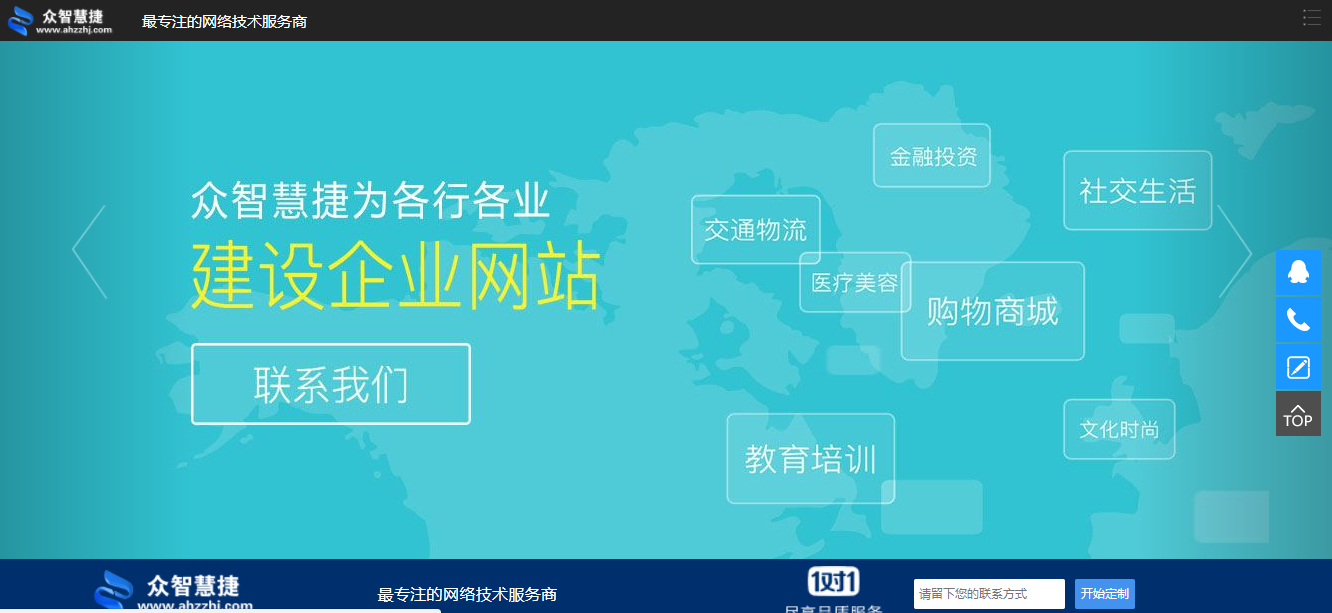 众智慧捷
www.ahzzhj.com
最专注的网络技术服务商
金融投资
社交生活
众智慧捷为各行各业
交通物流
建设企业网站
医疗美容
购物商城
联系我们
TOP
文化时尚
教育培训
众智慧捷
www.ahzzhj.com
最专注的网络技术服务商
1对1
请留下您的联系方式
开始定制